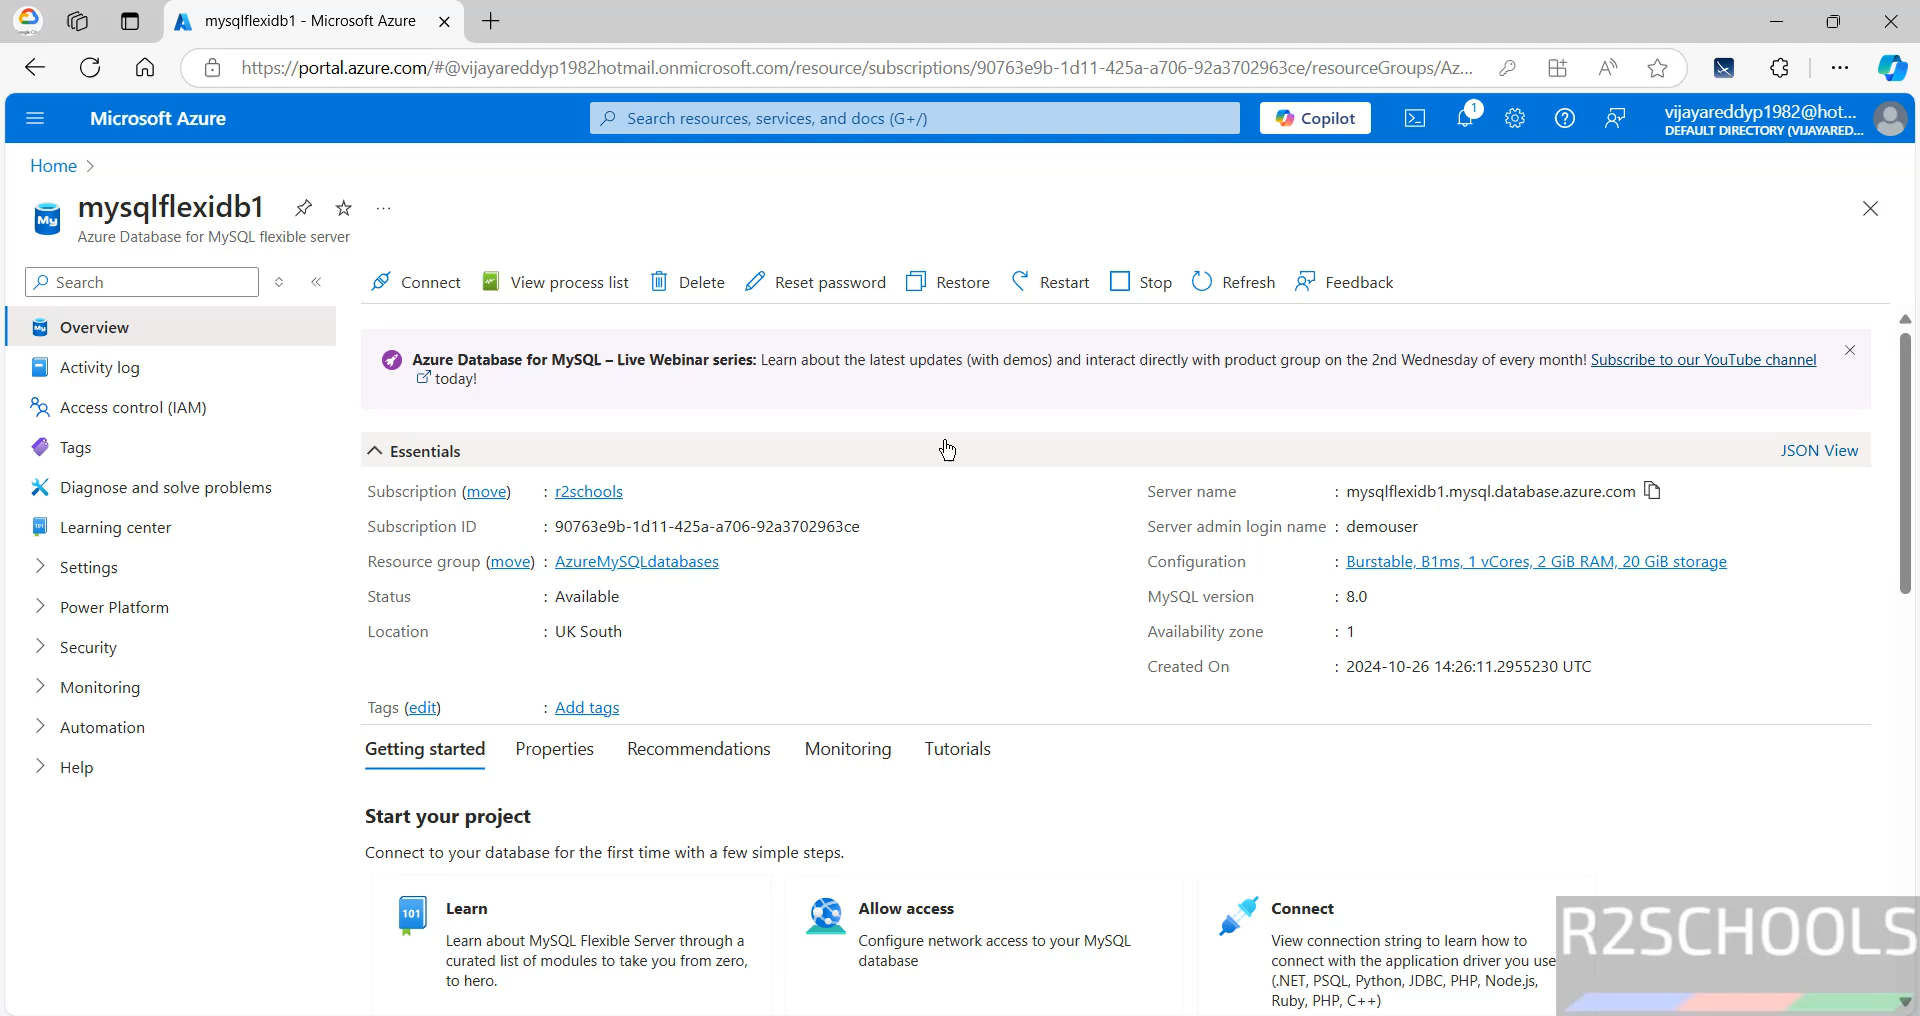 mysqlflexidb1 - Microsoft Azure
https://portal.azure.com/#@vijayareddyp1982hotmail.onmicrosoft.com/resource/subscriptions/90763e9b-1d11-425a-a706-92a3702963ce/resourceGroups/Az...
Microsoft Azure
Search resources, services, and docs (G+/)
Copilot
1
vijayareddyp1982@hot...
DEFAULT DIRECTORY (VIJAYARED...
Home
mysqlflexidb1
Azure Database for MySQL flexible server
Search
Connect View process list Delete Reset password Restore Restart Stop Refresh Feedback
Overview
Activity log
Access control (IAM)
Tags
Diagnose and solve problems
Learning center
Settings
Power Platform
Security
Monitoring
Automation
Help
Azure Database for MySQL – Live Webinar series: Learn about the latest updates (with demos) and interact directly with product group on the 2nd Wednesday of every month! Subscribe to our YouTube channel
today!
Essentials
JSON View
Subscription (move) : r2schools
Subscription ID : 90763e9b-1d11-425a-a706-92a3702963ce
Resource group (move) : AzureMySQLdatabases
Status : Available
Location : UK South
Server name : mysqlflexidb1.mysql.database.azure.com
Server admin login name : demouser
Configuration : Burstable, B1ms, 1 vCores, 2 GiB RAM, 20 GiB storage
MySQL version : 8.0
Availability zone : 1
Created On : 2024-10-26 14:26:11.2955230 UTC
Tags (edit) : Add tags
Getting started Properties Recommendations Monitoring Tutorials
Start your project
Connect to your database for the first time with a few simple steps.
101
Learn
Learn about MySQL Flexible Server through a
curated list of modules to take you from zero,
to hero.
Allow access
Configure network access to your MySQL
database
Connect
View connection string to learn how to
connect with the application driver you use
(.NET, PSQL, Python, JDBC, PHP, Node.js,
Ruby, PHP, C++)
R2SCHOOLS